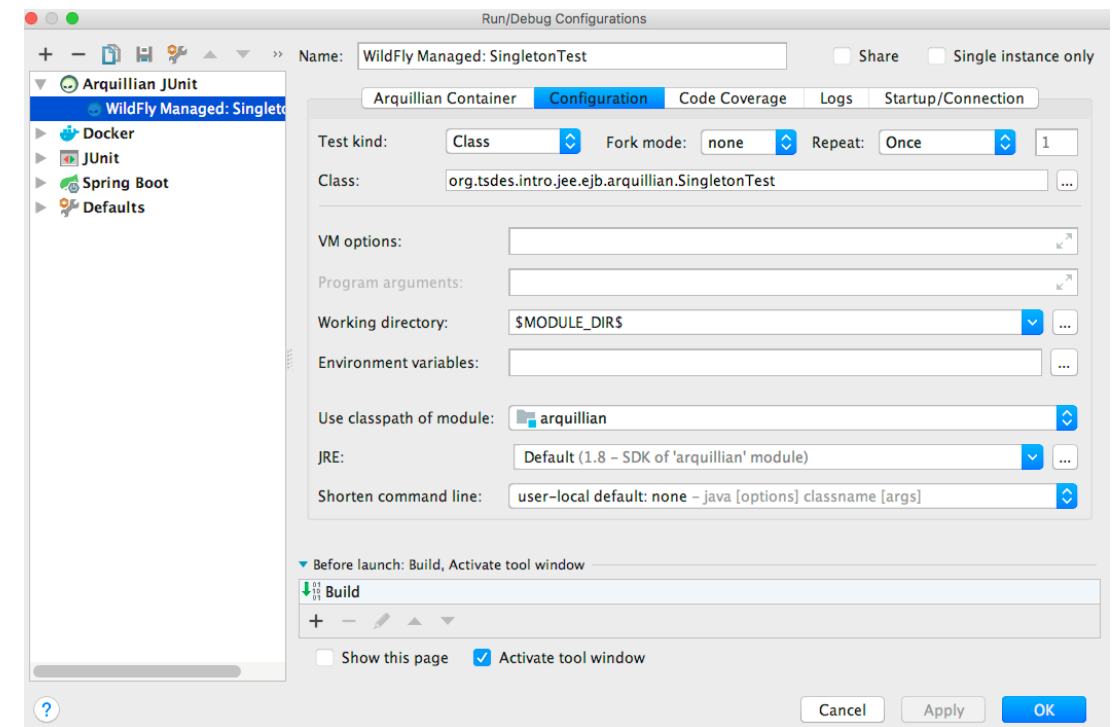 Run/Debug Configurations
Name: WildFly Managed: SingletonTest Share Single instance only
Arquillian JUnit
WildFly Managed: Singleto
Docker
JUnit
Spring Boot
Defaults
Arquillian Container Configuration Code Coverage Logs Startup/Connection
Test kind: Class Fork mode: none Repeat: Once 1
Class: org.tsdes.intro.jee.ejb.arquillian.SingletonTest ...
VM options:
Program arguments:
Working directory: $MODULE_DIR$ ...
Environment variables: ...
Use classpath of module: arquillian
JRE: Default (1.8 – SDK of 'arquillian' module) ...
Shorten command line: user-local default: none – java [options] classname [args]
Before launch: Build, Activate tool window
Build
Show this page Activate tool window
? Cancel Apply OK